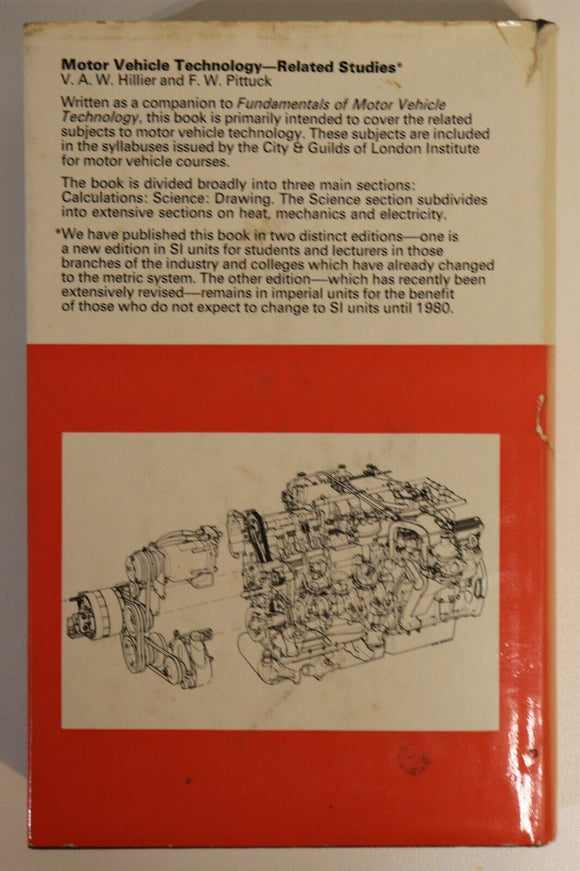 Motor Vehicle Technology—Related Studies*
V. A. W. Hillier and F. W. Pittuck
Written as a companion to Fundamentals of Motor Vehicle
Technology, this book is primarily intended to cover the related
subjects to motor vehicle technology. These subjects are included
in the syllabuses issued by the City & Guilds of London Institute
for motor vehicle courses.
The book is divided broadly into three main sections:
Calculations: Science: Drawing. The Science section subdivides
into extensive sections on heat, mechanics and electricity.
*We have published this book in two distinct editions—one is
a new edition in SI units for students and lecturers in those
branches of the industry and colleges which have already changed
to the metric system. The other edition—which has recently been
extensively revised—remains in imperial units for the benefit
of those who do not expect to change to SI units until 1980.